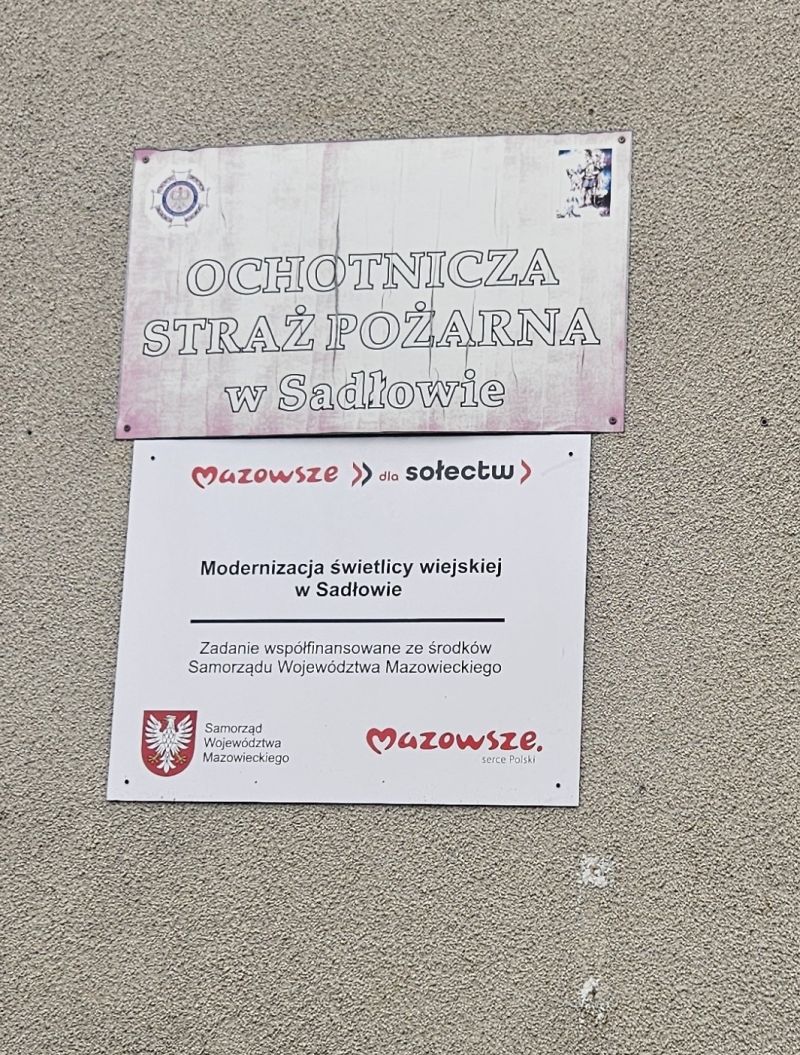 OCHOTNICZA
STRAŻ POŻARNA
w Sadłowie
mazowsze dla sołectw
Modernizacja świetlicy wiejskiej
w Sadłowie
Zadanie współfinansowane ze środków
Samorządu Województwa Mazowieckiego
Samorząd
Województwa
Mazowieckiego
mazowsze.
serce Polski